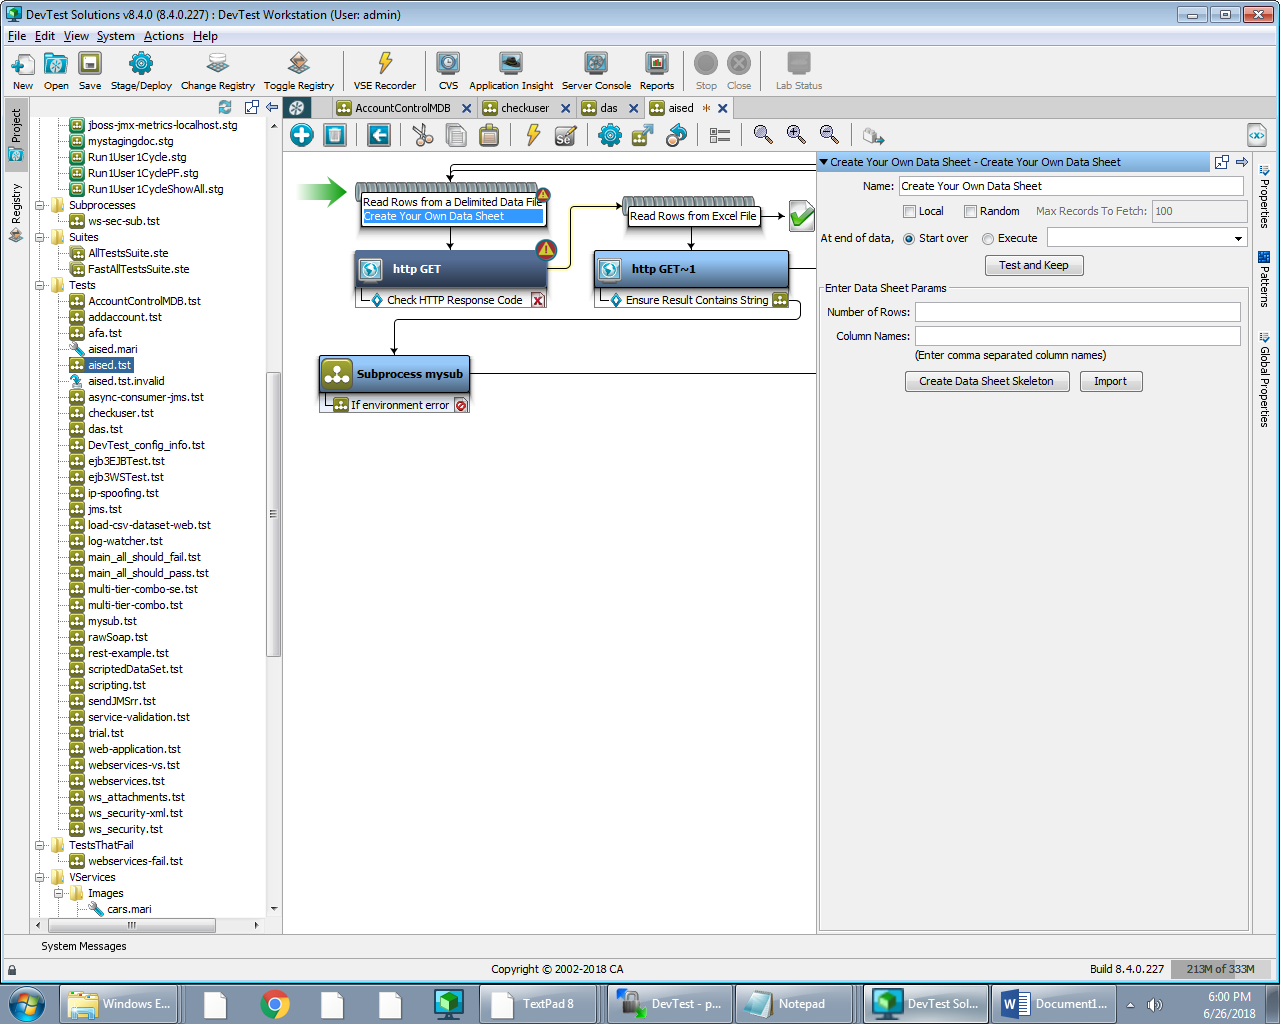 DevTest Solutions v8.4.0 (8.4.0.227) : DevTest Workstation (User: admin)
File Edit View System Actions Help
New Open Save Stage/Deploy Change Registry Toggle Registry VSE Recorder CVS Application Insight Server Console Reports Stop Close Lab Status
Project
Registry
jboss-jmx-metrics-localhost.stg
mystagingdoc.stg
Run1User1Cycle.stg
Run1User1CyclePF.stg
Run1User1CycleShowAll.stg
Subprocesses
ws-sec-sub.tst
Suites
AllTestsSuite.ste
FastAllTestsSuite.ste
Tests
AccountControlMDB.tst
addaccount.tst
afa.tst
aised.mari
aised.tst
aised.tst.invalid
async-consumer-jms.tst
checkuser.tst
das.tst
DevTest_config_info.tst
ejb3EJBTest.tst
ejb3WSTest.tst
ip-spoofing.tst
jms.tst
load-csv-dataset-web.tst
log-watcher.tst
main_all_should_fail.tst
main_all_should_pass.tst
multi-tier-combo-se.tst
multi-tier-combo.tst
mysub.tst
rawSoap.tst
rest-example.tst
scriptedDataSet.tst
scripting.tst
sendJMSrr.tst
service-validation.tst
trial.tst
web-application.tst
webservices-vs.tst
webservices.tst
ws_attachments.tst
ws_security-xml.tst
ws_security.tst
TestsThatFail
webservices-fail.tst
VServices
Images
cars.mari
AccountControlMDB checkuser das aised
Read Rows from a Delimited Data File
Create Your Own Data Sheet
http GET
Check HTTP Response Code
Read Rows from Excel File
http GET~1
Ensure Result Contains String
Subprocess mysub
If environment error
Create Your Own Data Sheet - Create Your Own Data Sheet
Name: Create Your Own Data Sheet
Local Random Max Records To Fetch: 100
At end of data, Start over Execute
Test and Keep
Enter Data Sheet Params
Number of Rows:
Column Names:
(Enter comma separated column names)
Create Data Sheet Skeleton Import
Properties
Patterns
Global Properties
System Messages
Copyright © 2002-2018 CA
Build 8.4.0.227 213M of 333M
Windows E... TextPad 8 DevTest - p... Notepad DevTest Sol... Document1...
6:00 PM
6/26/2018